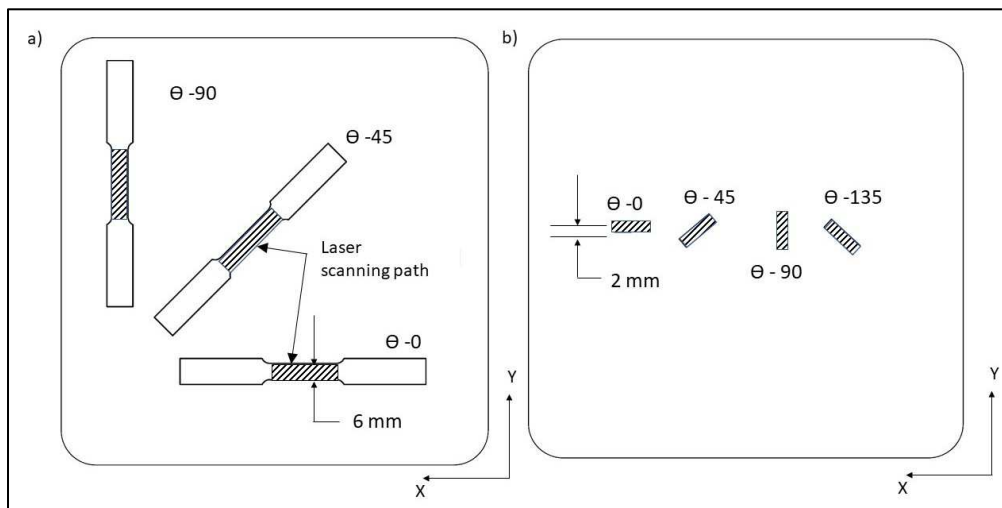 a)
Ɵ -90
Ɵ -45
Laser
scanning path
Ɵ -0
6 mm
Y
X
b)
Ɵ -0
Ɵ - 45
Ɵ -135
Ɵ - 90
2 mm
Y
X